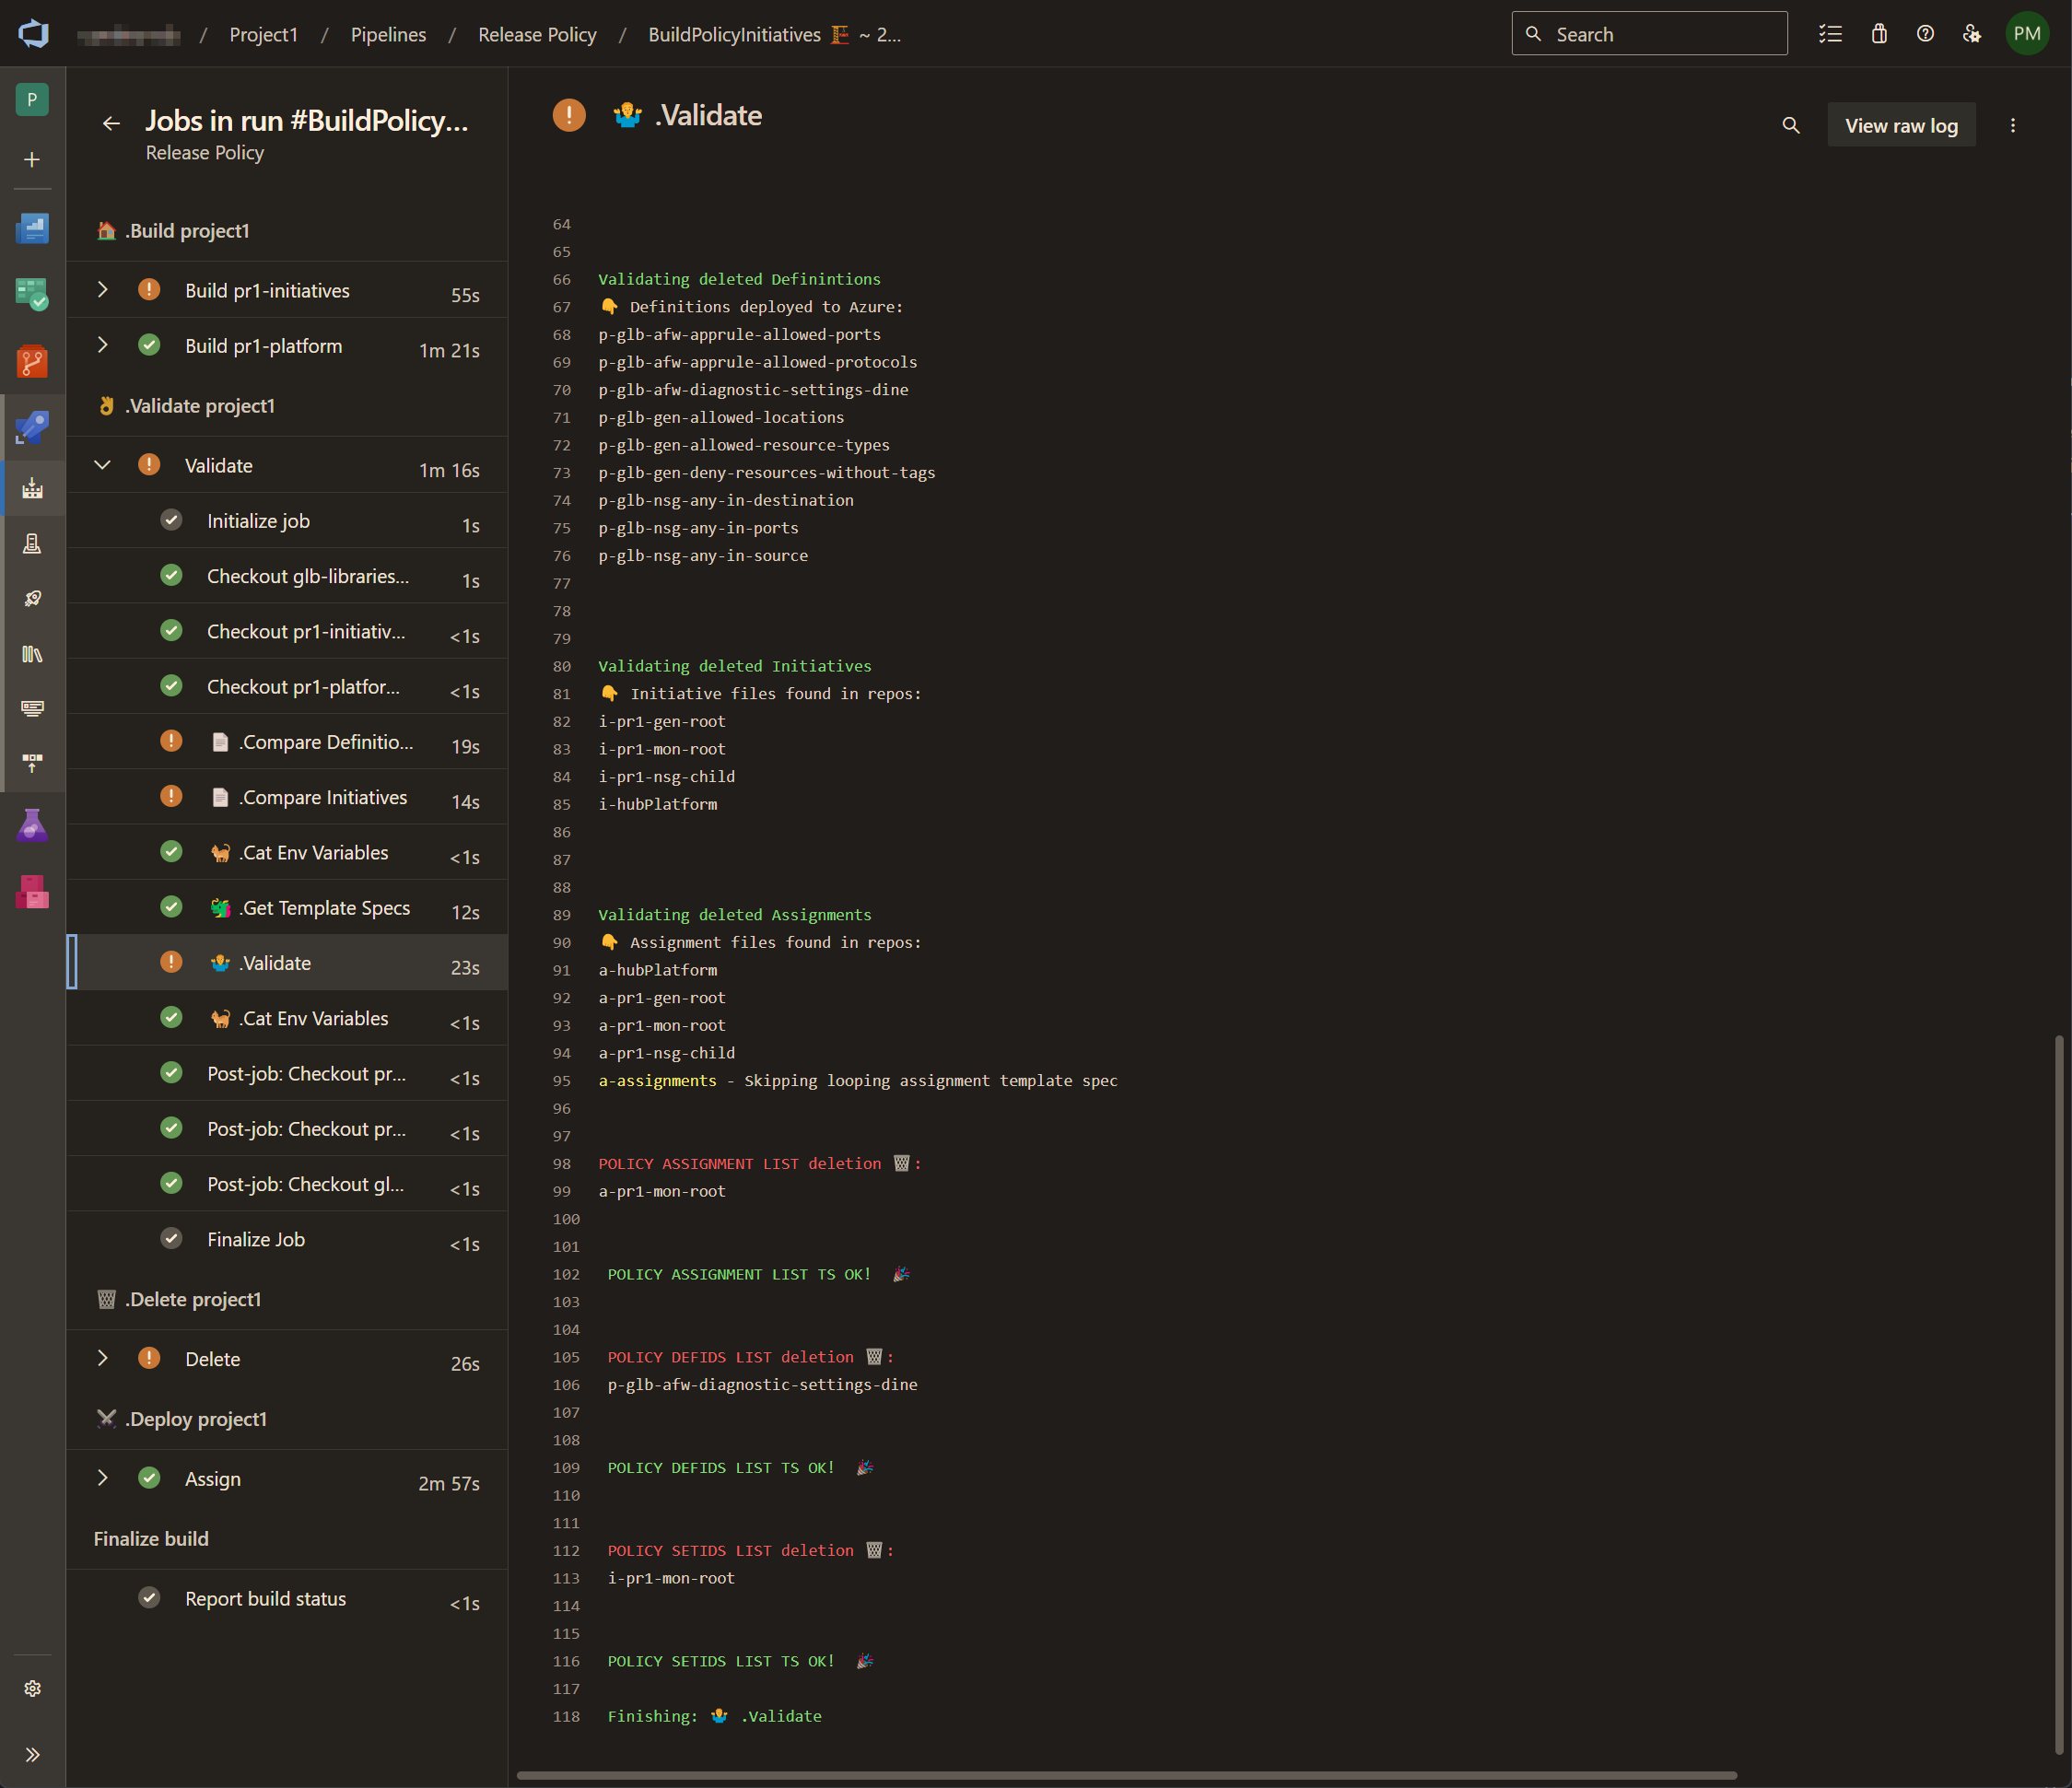 / Project1 / Pipelines / Release Policy / BuildPolicyInitiatives 🏗️ ~ 2...
Search
PM
P
Jobs in run #BuildPolicy...
Release Policy
🏠 .Build project1
Build pr1-initiatives 55s
Build pr1-platform 1m 21s
👌 .Validate project1
Validate 1m 16s
Initialize job 1s
Checkout glb-libraries... 1s
Checkout pr1-initiativ... <1s
Checkout pr1-platfor... <1s
📄 .Compare Definitio... 19s
📄 .Compare Initiatives 14s
🐈 .Cat Env Variables <1s
🐲 .Get Template Specs 12s
🤷‍♂️ .Validate 23s
🐈 .Cat Env Variables <1s
Post-job: Checkout pr... <1s
Post-job: Checkout pr... <1s
Post-job: Checkout gl... <1s
Finalize Job <1s
🗑️ .Delete project1
Delete 26s
⚔️ .Deploy project1
Assign 2m 57s
Finalize build
Report build status <1s
🤷‍♂️ .Validate
View raw log
64
65
66 Validating deleted Definintions
67 👇 Definitions deployed to Azure:
68 p-glb-afw-apprule-allowed-ports
69 p-glb-afw-apprule-allowed-protocols
70 p-glb-afw-diagnostic-settings-dine
71 p-glb-gen-allowed-locations
72 p-glb-gen-allowed-resource-types
73 p-glb-gen-deny-resources-without-tags
74 p-glb-nsg-any-in-destination
75 p-glb-nsg-any-in-ports
76 p-glb-nsg-any-in-source
77
78
79
80 Validating deleted Initiatives
81 👇 Initiative files found in repos:
82 i-pr1-gen-root
83 i-pr1-mon-root
84 i-pr1-nsg-child
85 i-hubPlatform
86
87
88
89 Validating deleted Assignments
90 👇 Assignment files found in repos:
91 a-hubPlatform
92 a-pr1-gen-root
93 a-pr1-mon-root
94 a-pr1-nsg-child
95 a-assignments - Skipping looping assignment template spec
96
97
98 POLICY ASSIGNMENT LIST deletion 🗑️:
99 a-pr1-mon-root
100
101
102 POLICY ASSIGNMENT LIST TS OK! 🎉
103
104
105 POLICY DEFIDS LIST deletion 🗑️:
106 p-glb-afw-diagnostic-settings-dine
107
108
109 POLICY DEFIDS LIST TS OK! 🎉
110
111
112 POLICY SETIDS LIST deletion 🗑️:
113 i-pr1-mon-root
114
115
116 POLICY SETIDS LIST TS OK! 🎉
117
118 Finishing: 🤷‍♂️ .Validate